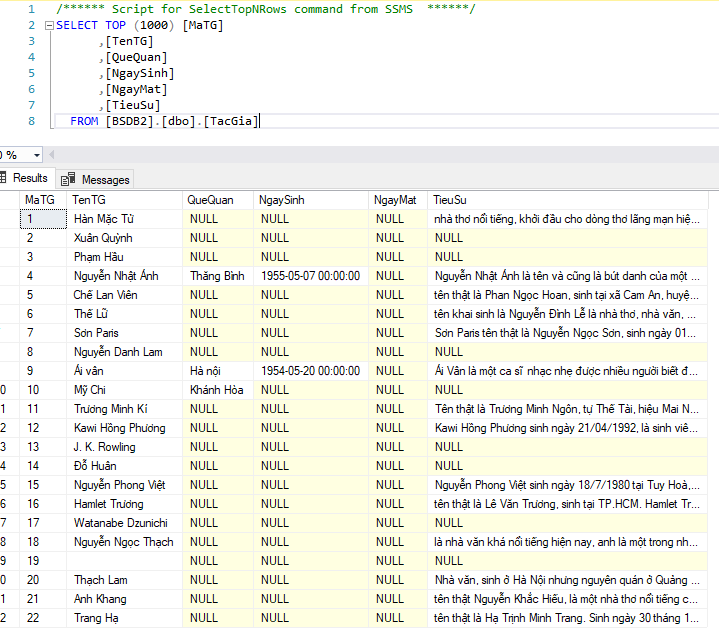 1 /****** Script for SelectTopNRows command from SSMS ******/
2 SELECT TOP (1000) [MaTG]
3 ,[TenTG]
4 ,[QueQuan]
5 ,[NgaySinh]
6 ,[NgayMat]
7 ,[TieuSu]
8 FROM [BSDB2].[dbo].[TacGia]
0 %
Results Messages
MaTG TenTG QueQuan NgaySinh NgayMat TieuSu
1 Hàn Mặc Tử NULL NULL NULL nhà thơ nổi tiếng, khởi đầu cho dòng thơ lãng mạn hiệ...
2 Xuân Quỳnh NULL NULL NULL NULL
3 Phạm Hầu NULL NULL NULL NULL
4 Nguyễn Nhật Ánh Thăng Bình 1955-05-07 00:00:00 NULL Nguyễn Nhật Ánh là tên và cũng là bút danh của một ...
5 Chế Lan Viên NULL NULL NULL tên thật là Phan Ngọc Hoan, sinh tại xã Cam An, huyệ...
6 Thế Lữ NULL NULL NULL tên khai sinh là Nguyễn Đình Lễ là nhà thơ, nhà văn, ...
7 Sơn Paris NULL NULL NULL Sơn Paris tên thật là Nguyễn Ngọc Sơn, sinh ngày 01...
8 Nguyễn Danh Lam NULL NULL NULL NULL
9 Ái vân Hà nội 1954-05-20 00:00:00 NULL Ái Vân là một ca sĩ nhạc nhẹ được nhiều người biết đ...
0 10 Mỹ Chi Khánh Hòa NULL NULL NULL
1 11 Trương Minh Kí NULL NULL NULL Tên thật là Trương Minh Ngôn, tự Thế Tài, hiệu Mai N...
2 12 Kawi Hồng Phương NULL NULL NULL Kawi Hồng Phương sinh ngày 21/04/1992, là sinh viê...
3 13 J. K. Rowling NULL NULL NULL NULL
4 14 Đỗ Huân NULL NULL NULL NULL
5 15 Nguyễn Phong Việt NULL NULL NULL Nguyễn Phong Việt sinh ngày 18/7/1980 tại Tuy Hoà,...
6 16 Hamlet Trương NULL NULL NULL tên thật là Lê Văn Trương, sinh tại TP.HCM. Hamlet Tr...
7 17 Watanabe Dzunichi NULL NULL NULL NULL
8 18 Nguyễn Ngọc Thạch NULL NULL NULL là nhà văn khá nổi tiếng hiện nay, anh là một trong nh...
9 19 NULL NULL NULL NULL
0 20 Thạch Lam NULL NULL NULL Nhà văn, sinh ở Hà Nội nhưng nguyên quán ở Quảng ...
1 21 Anh Khang NULL NULL NULL tên thật Nguyễn Khắc Hiếu, là một nhà thơ nổi tiếng c...
2 22 Trang Hạ NULL NULL NULL tên thật là Hạ Trịnh Minh Trang. Sinh ngày 30 tháng 1...